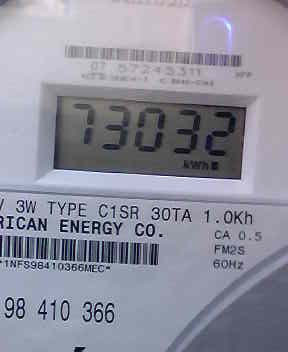 07 57245311
73032
kWh
V 3W TYPE C1SR 30TA 1.0Kh
RICAN ENERGY CO.
CA 0.5
FM2S
*1NFS98410366MEC*
60Hz
98 410 366